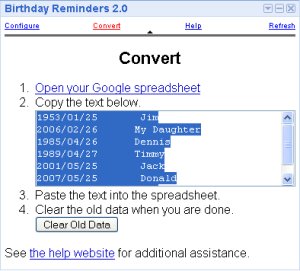 Birthday Reminders 2.0
Configure Convert Help Refresh
Convert
1. Open your Google spreadsheet
2. Copy the text below.
1953/01/25 Jim
2006/02/26 My Daughter
1985/04/26 Dennis
1989/04/27 Timmy
2001/05/25 Jack
2007/05/25 Donald
3. Paste the text into the spreadsheet.
4. Clear the old data when you are done.
Clear Old Data
See the help website for additional assistance.